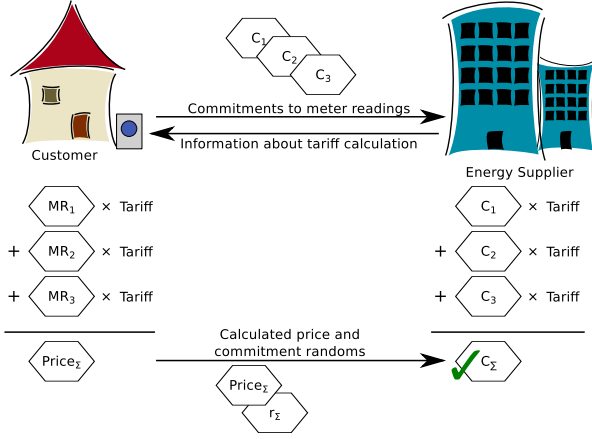 C₁
C₂
C₃
Commitments to meter readings
Information about tariff calculation
Customer
Energy Supplier
MR₁ × Tariff
+ MR₂ × Tariff
+ MR₃ × Tariff
PriceΣ
C₁ × Tariff
+ C₂ × Tariff
+ C₃ × Tariff
CΣ
Calculated price and
commitment randoms
PriceΣ
rΣ